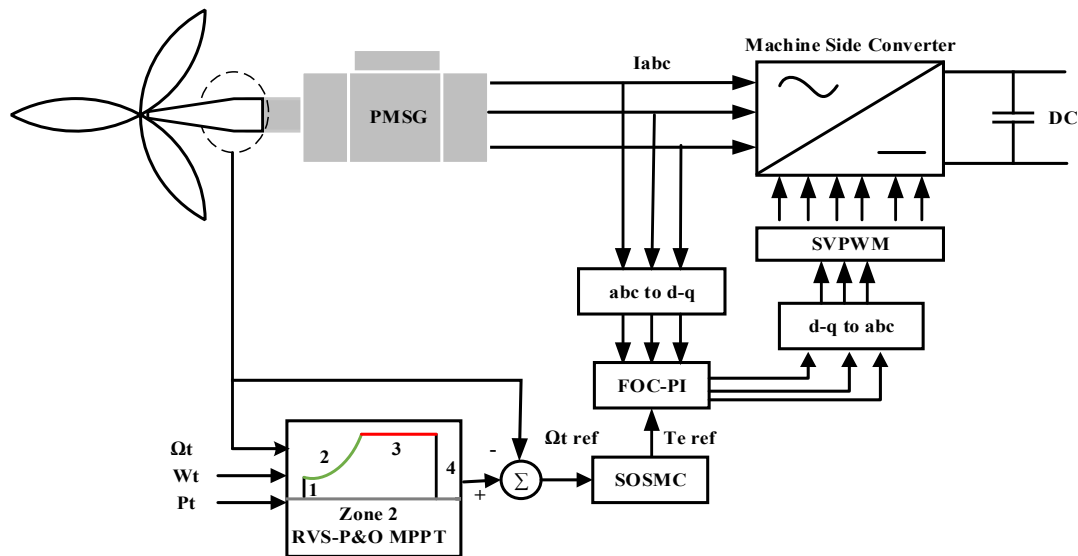 Machine Side Converter
Iabc
PMSG
DC
SVPWM
abc to d-q
d-q to abc
FOC-PI
Ωt ref
Te ref
SOSMC
Ωt
Wt
Pt
2
3
4
1
-
+
Σ
Zone 2
RVS-P&O MPPT